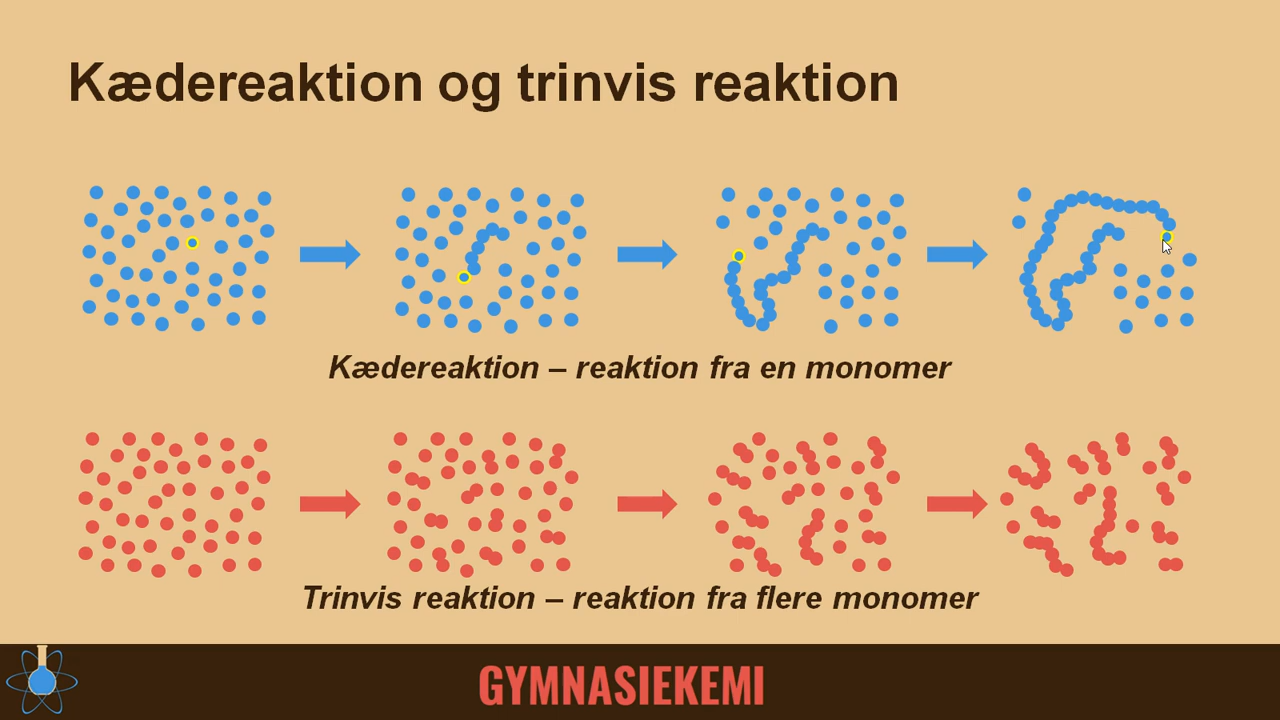 Kædereaktion og trinvis reaktion
Kædereaktion – reaktion fra en monomer
Trinvis reaktion – reaktion fra flere monomer
GYMNASIEKEMI